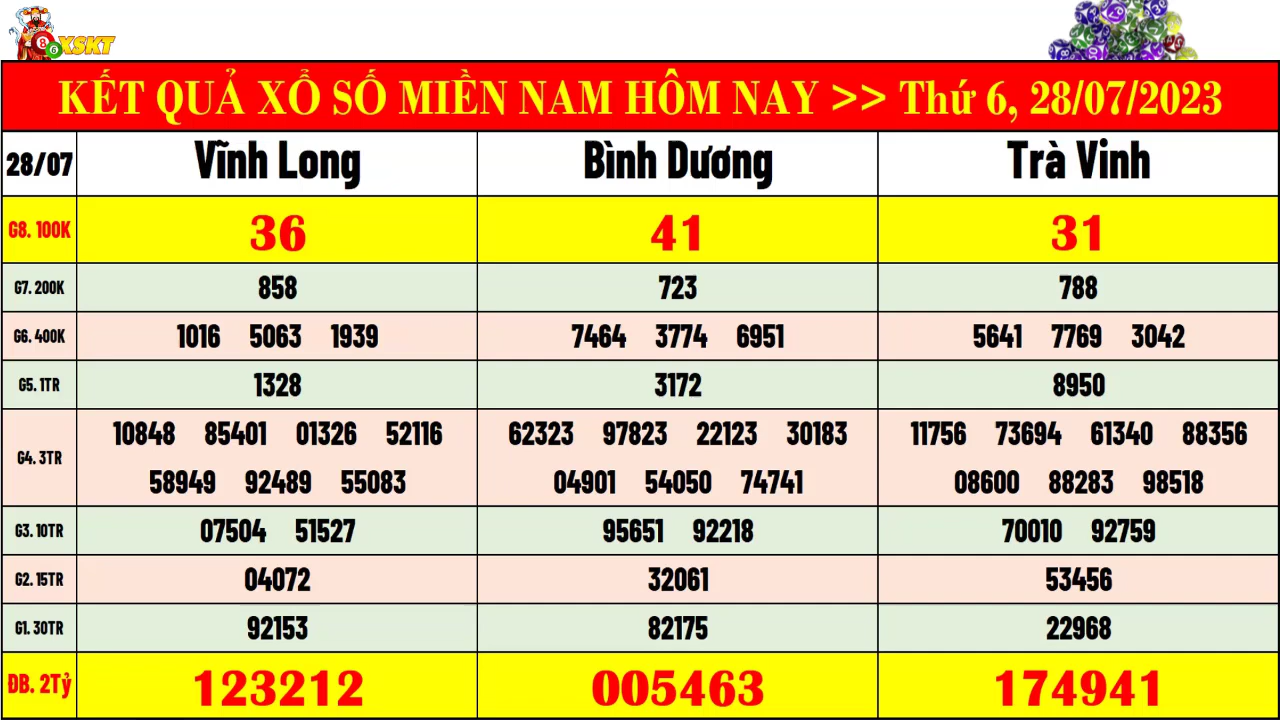 XSKT
KẾT QUẢ XỔ SỐ MIỀN NAM HÔM NAY >> Thứ 6, 28/07/2023
28/07 Vĩnh Long Bình Dương Trà Vinh
G8. 100K 36 41 31
G7. 200K 858 723 788
G6. 400K 1016 5063 1939 7464 3774 6951 5641 7769 3042
G5. 1TR 1328 3172 8950
G4. 3TR 10848 85401 01326 52116 62323 97823 22123 30183 11756 73694 61340 88356
58949 92489 55083 04901 54050 74741 08600 88283 98518
G3. 10TR 07504 51527 95651 92218 70010 92759
G2. 15TR 04072 32061 53456
G1. 30TR 92153 82175 22968
ĐB. 2Tỷ 123212 005463 174941